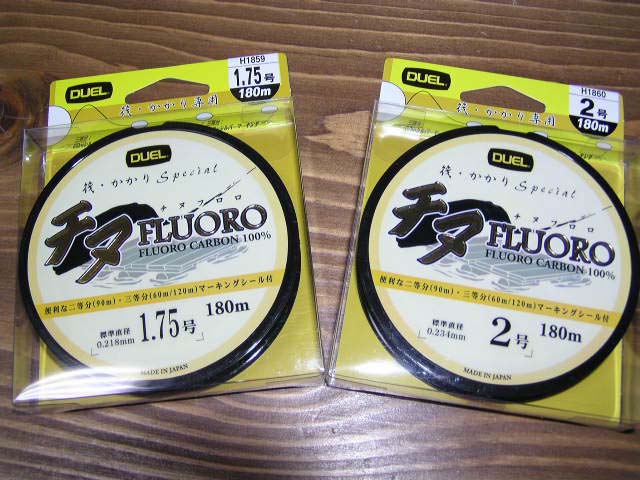 H1859
DUEL
1.75号
180m
筏・かかり専用
DUEL
筏・かかり Special
チヌフロロ
チヌ FLUORO
FLUORO CARBON 100%
便利な二等分(90m)・三等分(60m/120m)マーキングシール付
標準直径
0.218mm
1.75号
180m
MADE IN JAPAN
H1860
DUEL
2号
180m
筏・かかり専用
DUEL
筏・かかり Special
チヌフロロ
チヌ FLUORO
FLUORO CARBON 100%
便利な二等分(90m)・三等分(60m/120m)マーキングシール付
標準直径
0.234mm
2号
180m
MADE IN JAPAN